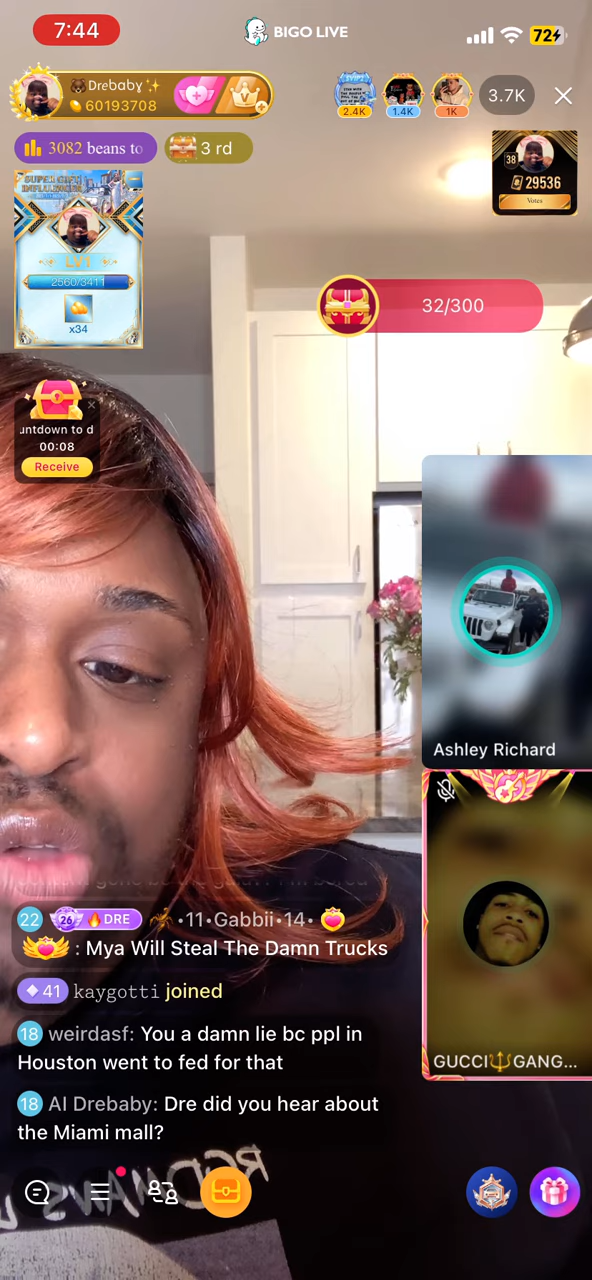 7:44
BIGO LIVE
72
Drebaby
60193708
2.4K
1.4K
1K
3.7K
3082 beans to
3 rd
38
29536
Votes
SUPER GIFT
INFLUENCER
LV1
2560/3411
x34
32/300
untdown to d
00:08
Receive
Ashley Richard
22 26 DRE •11•Gabbii•14•
: Mya Will Steal The Damn Trucks
41 kaygotti joined
18 weirdasf: You a damn lie bc ppl in
Houston went to fed for that
18 AI Drebaby: Dre did you hear about
the Miami mall?
GUCCI🔱GANG...